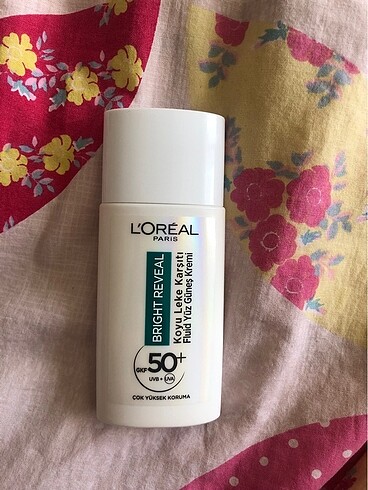 L'ORÉAL
PARIS
BRIGHT REVEAL
Koyu Leke Karşıtı
Fluid Yüz Güneş Kremi
GKF 50+
UVB + UVA
ÇOK YÜKSEK KORUMA